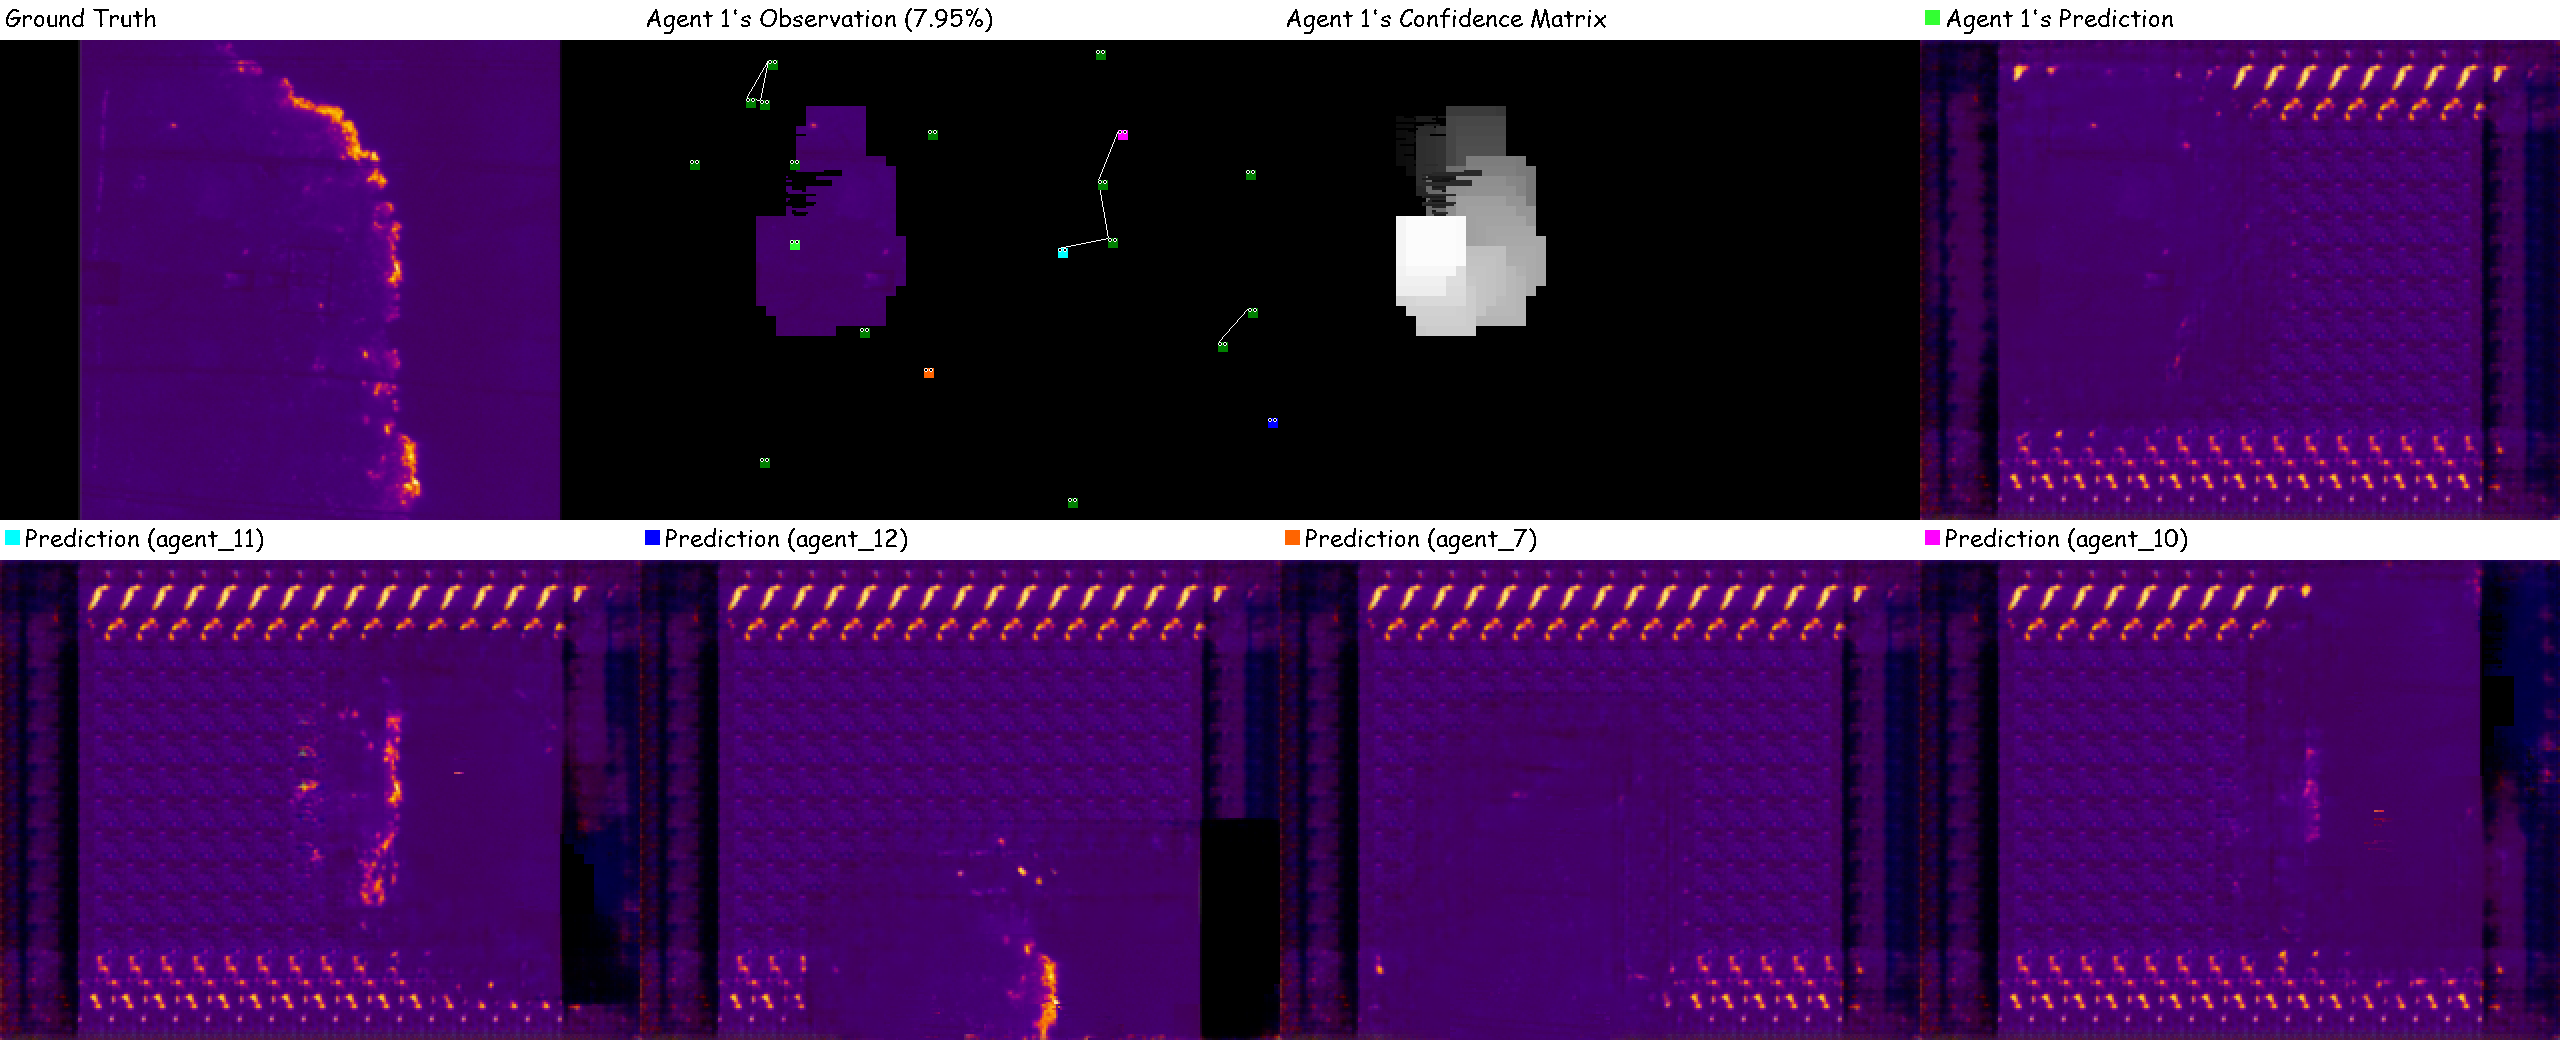 Ground Truth
Agent 1's Observation (7.95%)
Agent 1's Confidence Matrix
Agent 1's Prediction
Prediction (agent_11)
Prediction (agent_12)
Prediction (agent_7)
Prediction (agent_10)